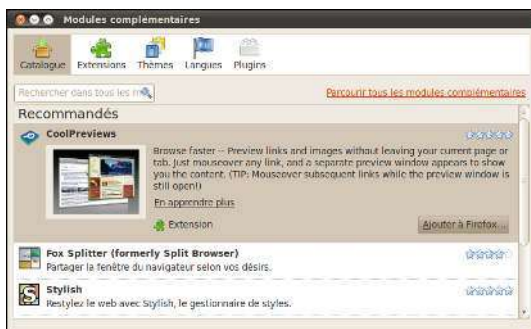 Modules complémentaires
Catalogue Extensions Thèmes Langues Plugins
Rechercher dans tous les m
Parcourir tous les modules complémentaires
Recommandés
CoolPreviews
Browse faster -- Preview links and images without leaving your current page or
tab. Just mouseover any link, and a separate preview window appears to show
you the content. (TIP: Mouseover subsequent links while the preview window is
still open!)
En apprendre plus
Extension
Ajouter à Firefox...
Fox Splitter (formerly Split Browser)
Partager la fenêtre du navigateur selon vos désirs.
Stylish
Restylez le web avec Stylish, le gestionnaire de styles.